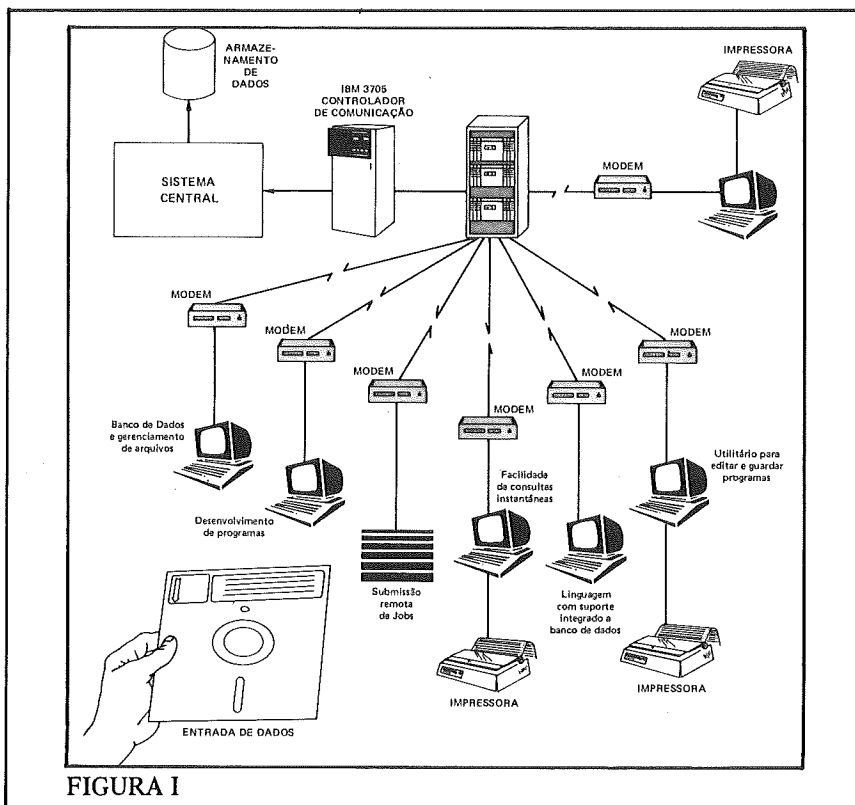 ARMAZE-
NAMENTO
DE
DADOS
IBM 3705
CONTROLADOR
DE COMUNICAÇÃO
IMPRESSORA
SISTEMA
CENTRAL
MODEM
MODEM
MODEM
MODEM
MODEM
MODEM
MODEM
Banco de Dados
e gerenciamento
de arquivos
Desenvolvimento
de programas
Submissão
remota
de Jobs
Facilidade
de consultas
instantâneas
Linguagem
com suporte
integrado a
banco de dados
Utilitário para
editar e guardar
programas
IMPRESSORA
IMPRESSORA
ENTRADA DE DADOS
FIGURA I